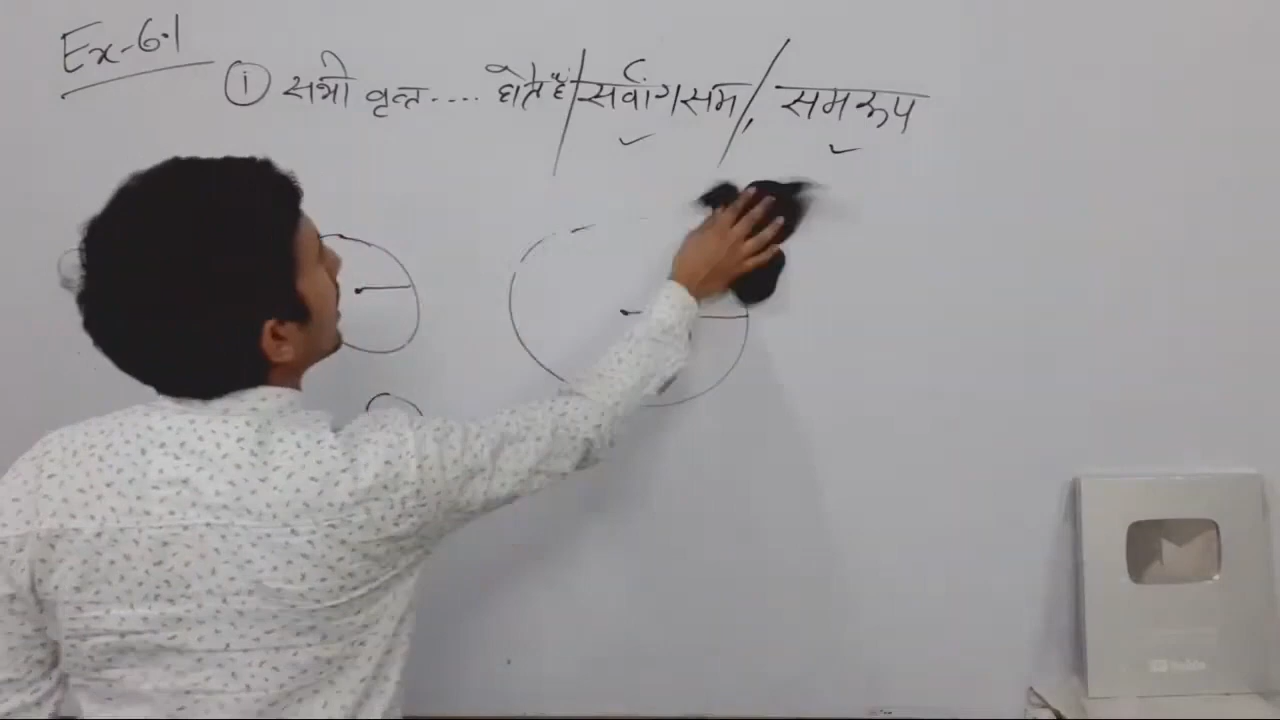 Ex-6.1
① सभी वृत्त.... होते हैं/सर्वांगसम/, समरूप